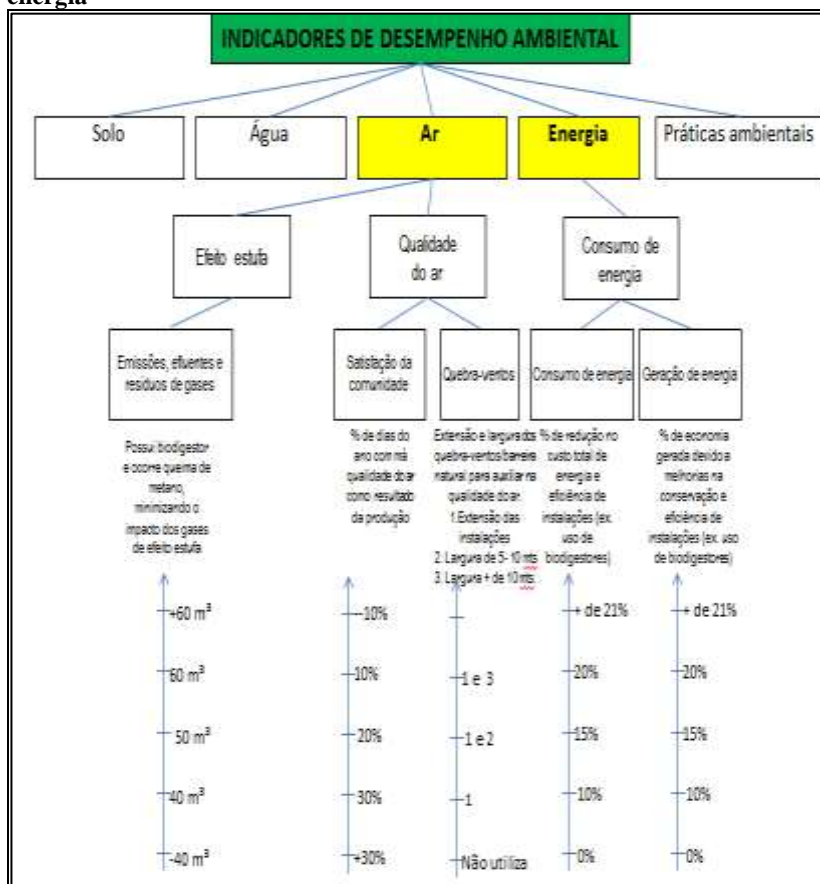 energia
INDICADORES DE DESEMPENHO AMBIENTAL
Solo
Água
Ar
Energia
Práticas ambientais
Efeito estufa
Qualidade
do ar
Consumo de
energia
Emissões, efluentes e
resíduos de gases
Satisfação da
comunidade
Quebra-ventos
Consumo de energia
Geração de energia
Possui biodigestor
e ocorre queima de
metano,
minimizando o
impacto dos gases
de efeito estufa
% de dias do
ano com má
qualidade do ar
como resultado
da produção
Extensão e largura dos
quebra-ventos barreira
natural para auxiliar na
qualidade do ar.
1.Extensão das
instalações
2. Largura de 5- 10 mts
3. Largura + de 10 mts.
% de redução no
custo total de
energia e
eficiência de
instalações (ex.
uso de
biodigestores)
% de economia
gerada devido a
melhorias na
conservação e
eficiência de
instalações (ex. uso
de biodigestores)
+60 m³
60 m³
50 m³
40 m³
-40 m³
-10%
10%
20%
30%
+30%
1 e 3
1 e 2
1
Não utiliza
+ de 21%
20%
15%
10%
0%
+ de 21%
20%
15%
10%
0%